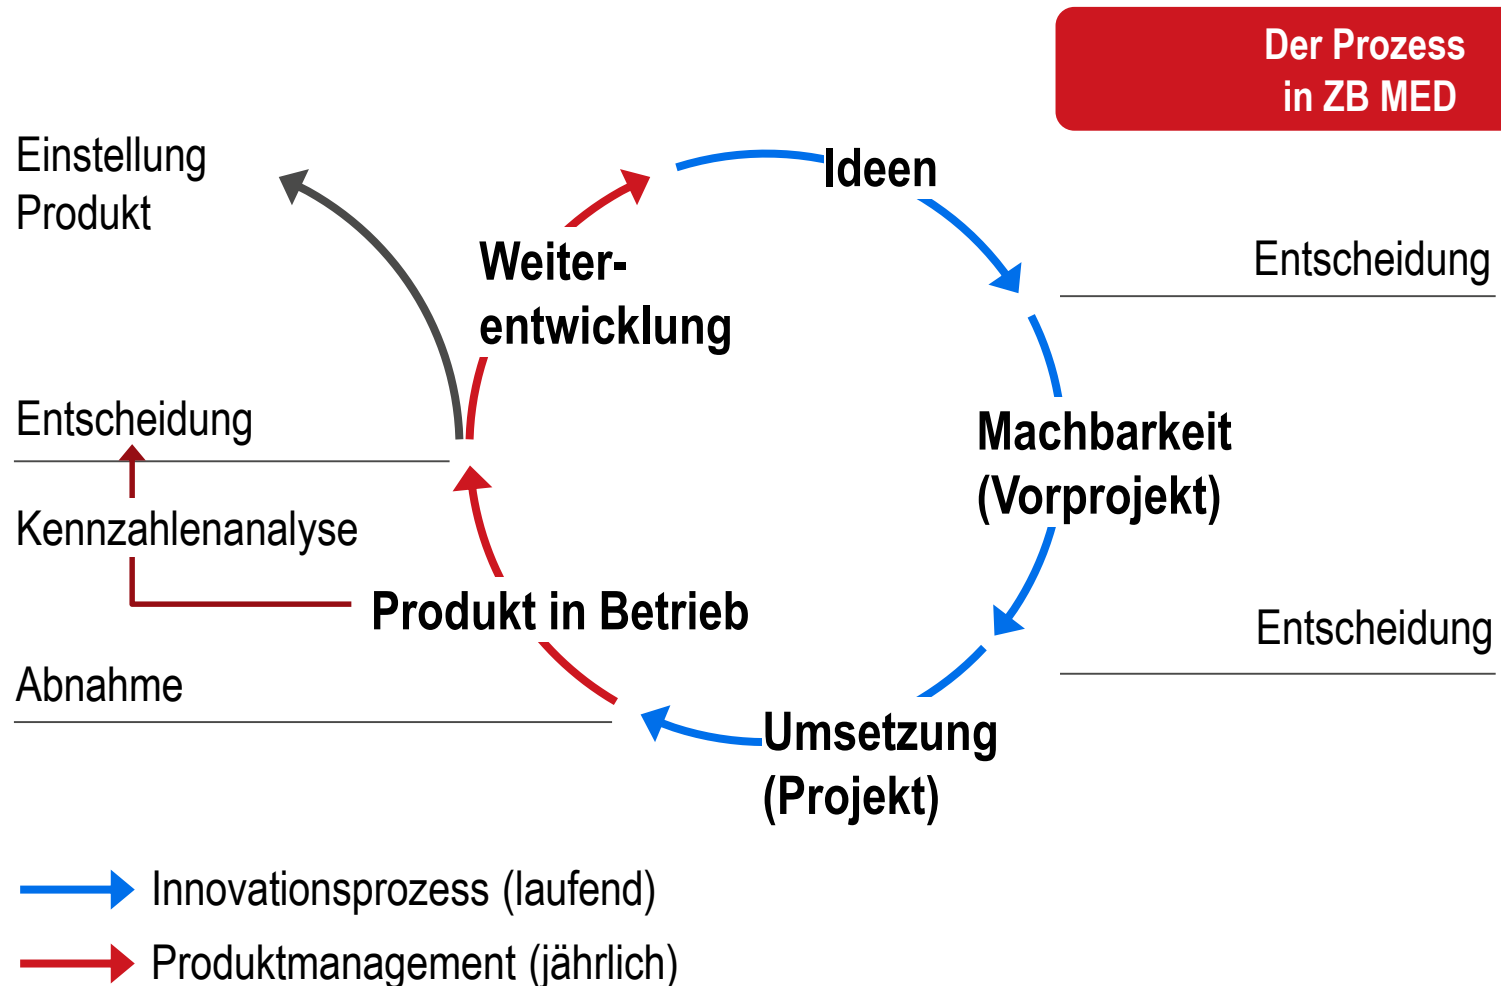 Der Prozess
in ZB MED
Einstellung
Produkt
Ideen
Weiter-
entwicklung
Entscheidung
Entscheidung
Machbarkeit
(Vorprojekt)
Kennzahlenanalyse
Produkt in Betrieb
Entscheidung
Abnahme
Umsetzung
(Projekt)
Innovationsprozess (laufend)
Produktmanagement (jährlich)